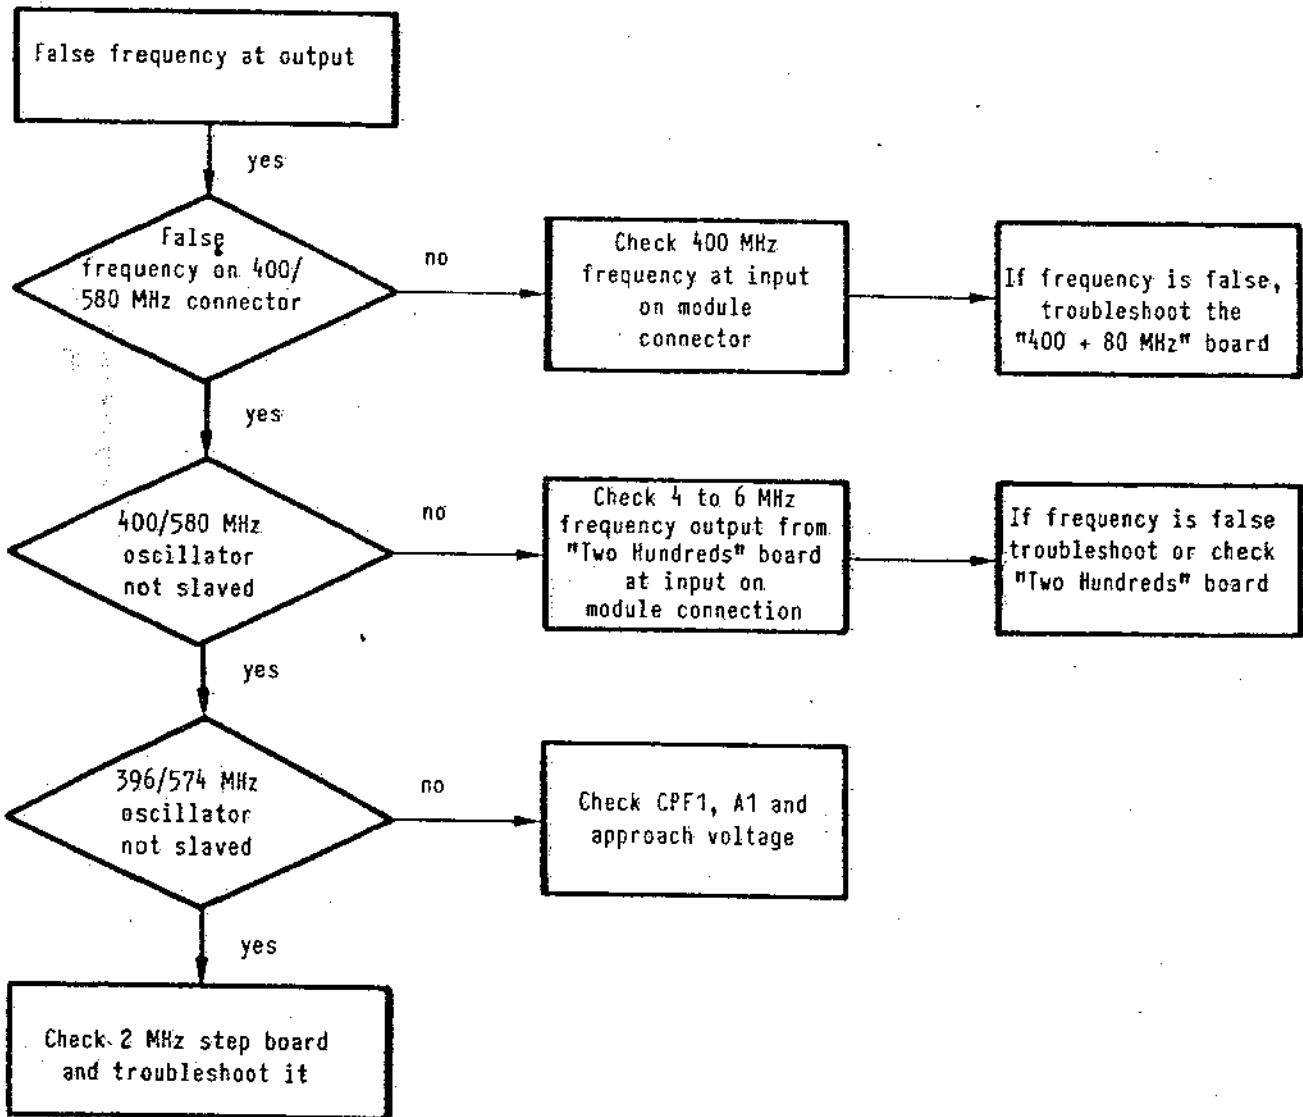 False frequency at output
yes
False
frequency on 400/
580 MHz connector
no
Check 400 MHz
frequency at input
on module
connector
If frequency is false,
troubleshoot the
"400 + 80 MHz" board
yes
400/580 MHz
oscillator
not slaved
no
Check 4 to 6 MHz
frequency output from
"Two Hundreds" board
at input on
module connection
If frequency is false
troubleshoot or check
"Two Hundreds" board
yes
396/574 MHz
oscillator
not slaved
no
Check CPF1, A1 and
approach voltage
yes
Check 2 MHz step board
and troubleshoot it